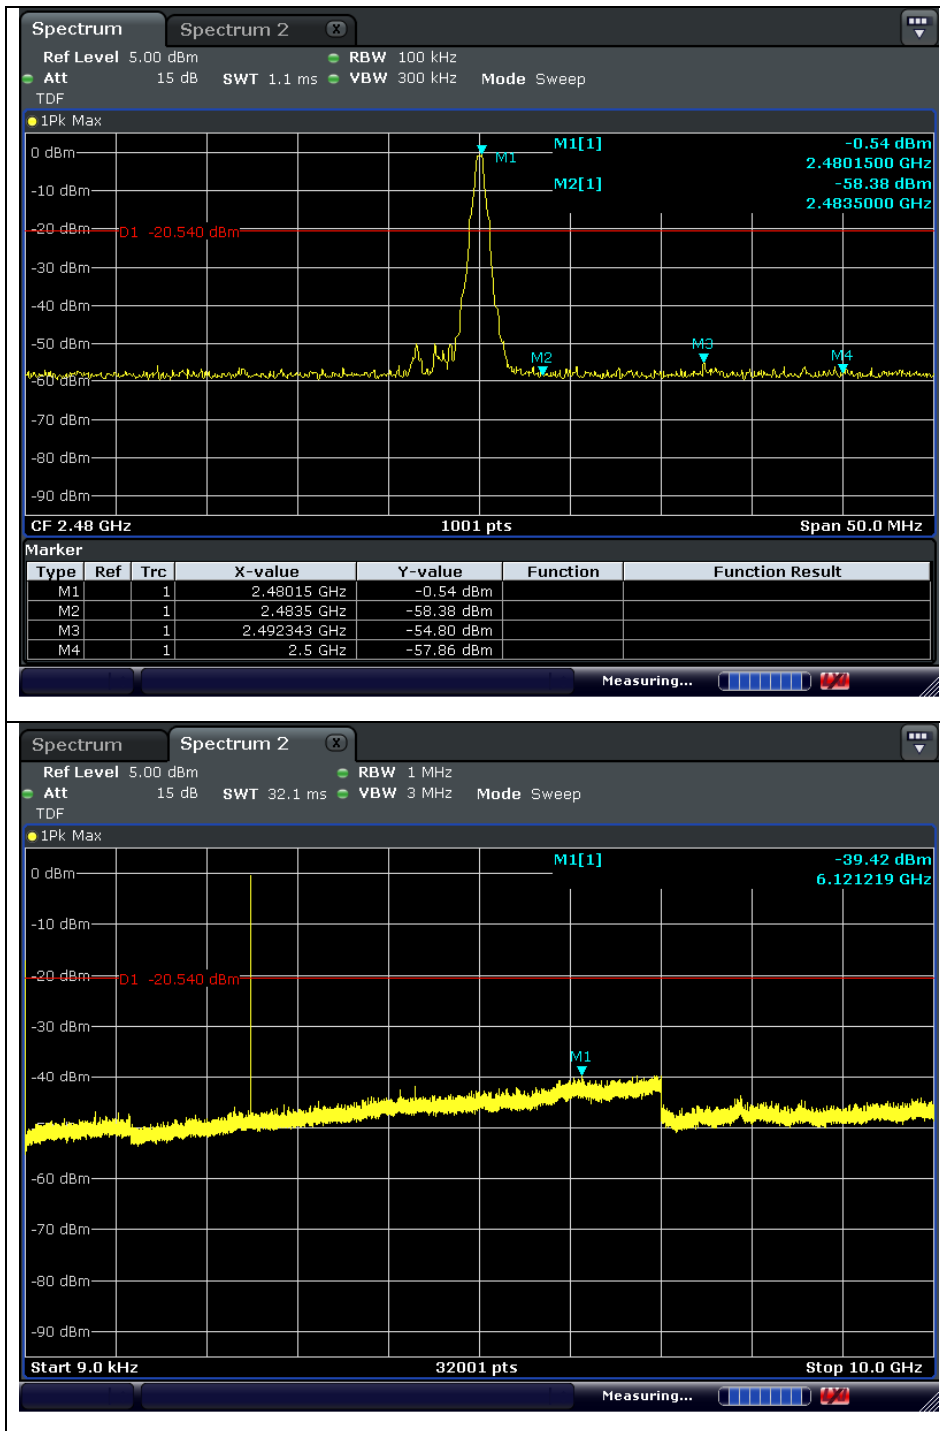 Spectrum Spectrum 2 X
Ref Level 5.00 dBm RBW 100 kHz
Att 15 dB SWT 1.1 ms VBW 300 kHz Mode Sweep
TDF
1Pk Max
M1[1] -0.54 dBm
2.4801500 GHz
M2[1] -58.38 dBm
2.4835000 GHz
0 dBm
M1
-10 dBm
-20 dBm
D1 -20.540 dBm
-30 dBm
-40 dBm
-50 dBm
M2
M3
M4
-60 dBm
-70 dBm
-80 dBm
-90 dBm
CF 2.48 GHz 1001 pts Span 50.0 MHz
Marker
Type Ref Trc X-value Y-value Function Function Result
M1 1 2.48015 GHz -0.54 dBm
M2 1 2.4835 GHz -58.38 dBm
M3 1 2.492343 GHz -54.80 dBm
M4 1 2.5 GHz -57.86 dBm
Measuring...
Spectrum Spectrum 2 X
Ref Level 5.00 dBm RBW 1 MHz
Att 15 dB SWT 32.1 ms VBW 3 MHz Mode Sweep
TDF
1Pk Max
M1[1] -39.42 dBm
6.121219 GHz
0 dBm
-10 dBm
-20 dBm
D1 -20.540 dBm
-30 dBm
M1
-40 dBm
-60 dBm
-70 dBm
-80 dBm
-90 dBm
Start 9.0 kHz 32001 pts Stop 10.0 GHz
Measuring...